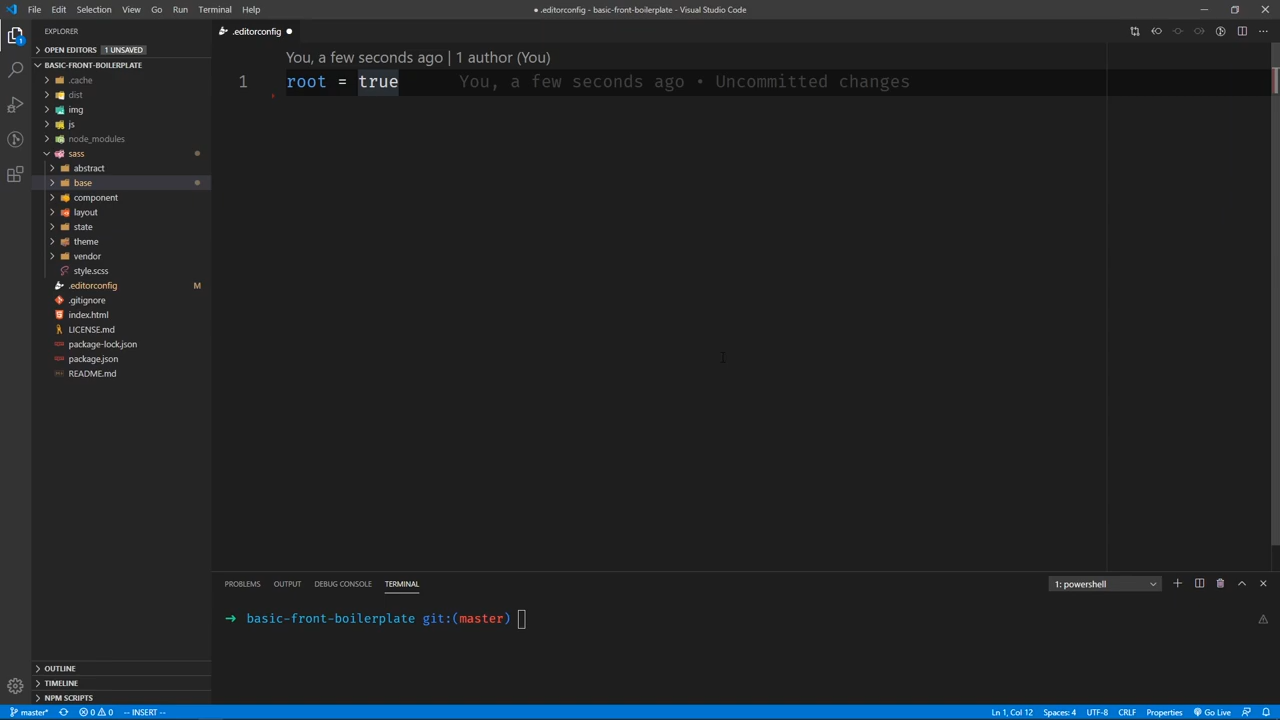 File Edit Selection View Go Run Terminal Help
● .editorconfig - basic-front-boilerplate - Visual Studio Code
EXPLORER
OPEN EDITORS 1 UNSAVED
BASIC-FRONT-BOILERPLATE
.cache
dist
img
js
node_modules
sass
abstract
base
component
layout
state
theme
vendor
style.scss
.editorconfig M
.gitignore
index.html
LICENSE.md
package-lock.json
package.json
README.md
OUTLINE
TIMELINE
NPM SCRIPTS
.editorconfig ●
You, a few seconds ago | 1 author (You)
1 root = true You, a few seconds ago • Uncommitted changes
PROBLEMS OUTPUT DEBUG CONSOLE TERMINAL 1: powershell
→ basic-front-boilerplate git:(master)
master* 0 0 -- INSERT -- Ln 1, Col 12 Spaces: 4 UTF-8 CRLF Properties Go Live